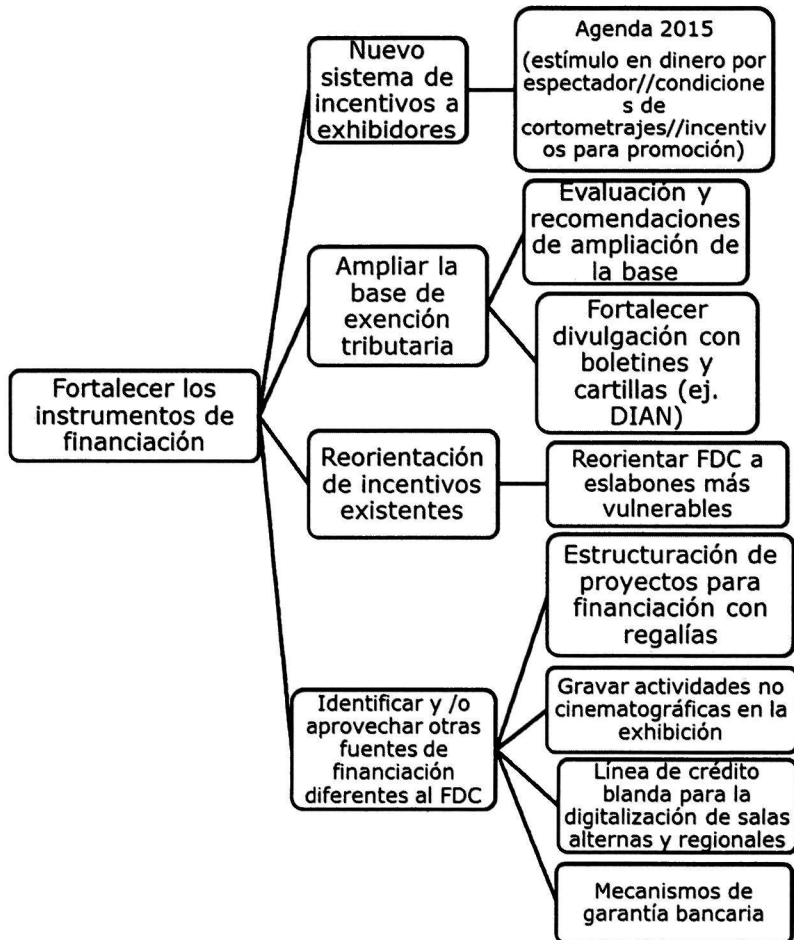 Fortalecer los
instrumentos de
financiación
Nuevo
sistema de
incentivos a
exhibidores
Agenda 2015
(estímulo en dinero por
espectador//condicione
s de
cortometrajes//incentiv
os para promoción)
Ampliar la
base de
exención
tributaria
Evaluación y
recomendaciones
de ampliación de
la base
Fortalecer
divulgación con
boletines y
cartillas (ej.
DIAN)
Reorientación
de incentivos
existentes
Reorientar FDC a
eslabones más
vulnerables
Identificar y /o
aprovechar otras
fuentes de
financiación
diferentes al FDC
Estructuración de
proyectos para
financiación con
regalías
Gravar actividades no
cinematográficas en la
exhibición
Línea de crédito
blanda para la
digitalización de salas
alternas y regionales
Mecanismos de
garantía bancaria